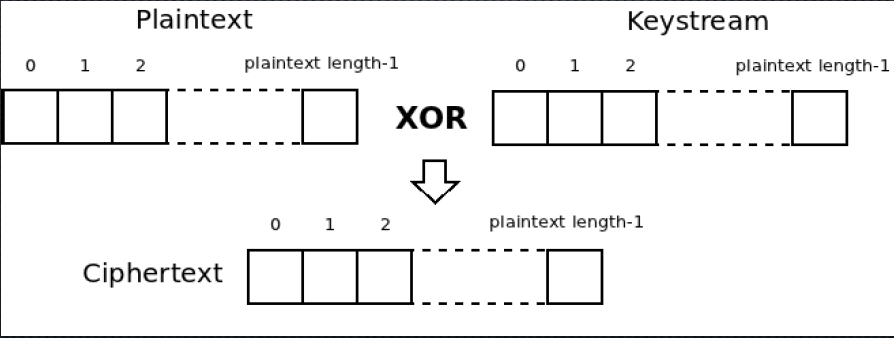 Plaintext
Keystream
0 1 2 plaintext length-1
0 1 2 plaintext length-1
XOR
0 1 2 plaintext length-1
Ciphertext